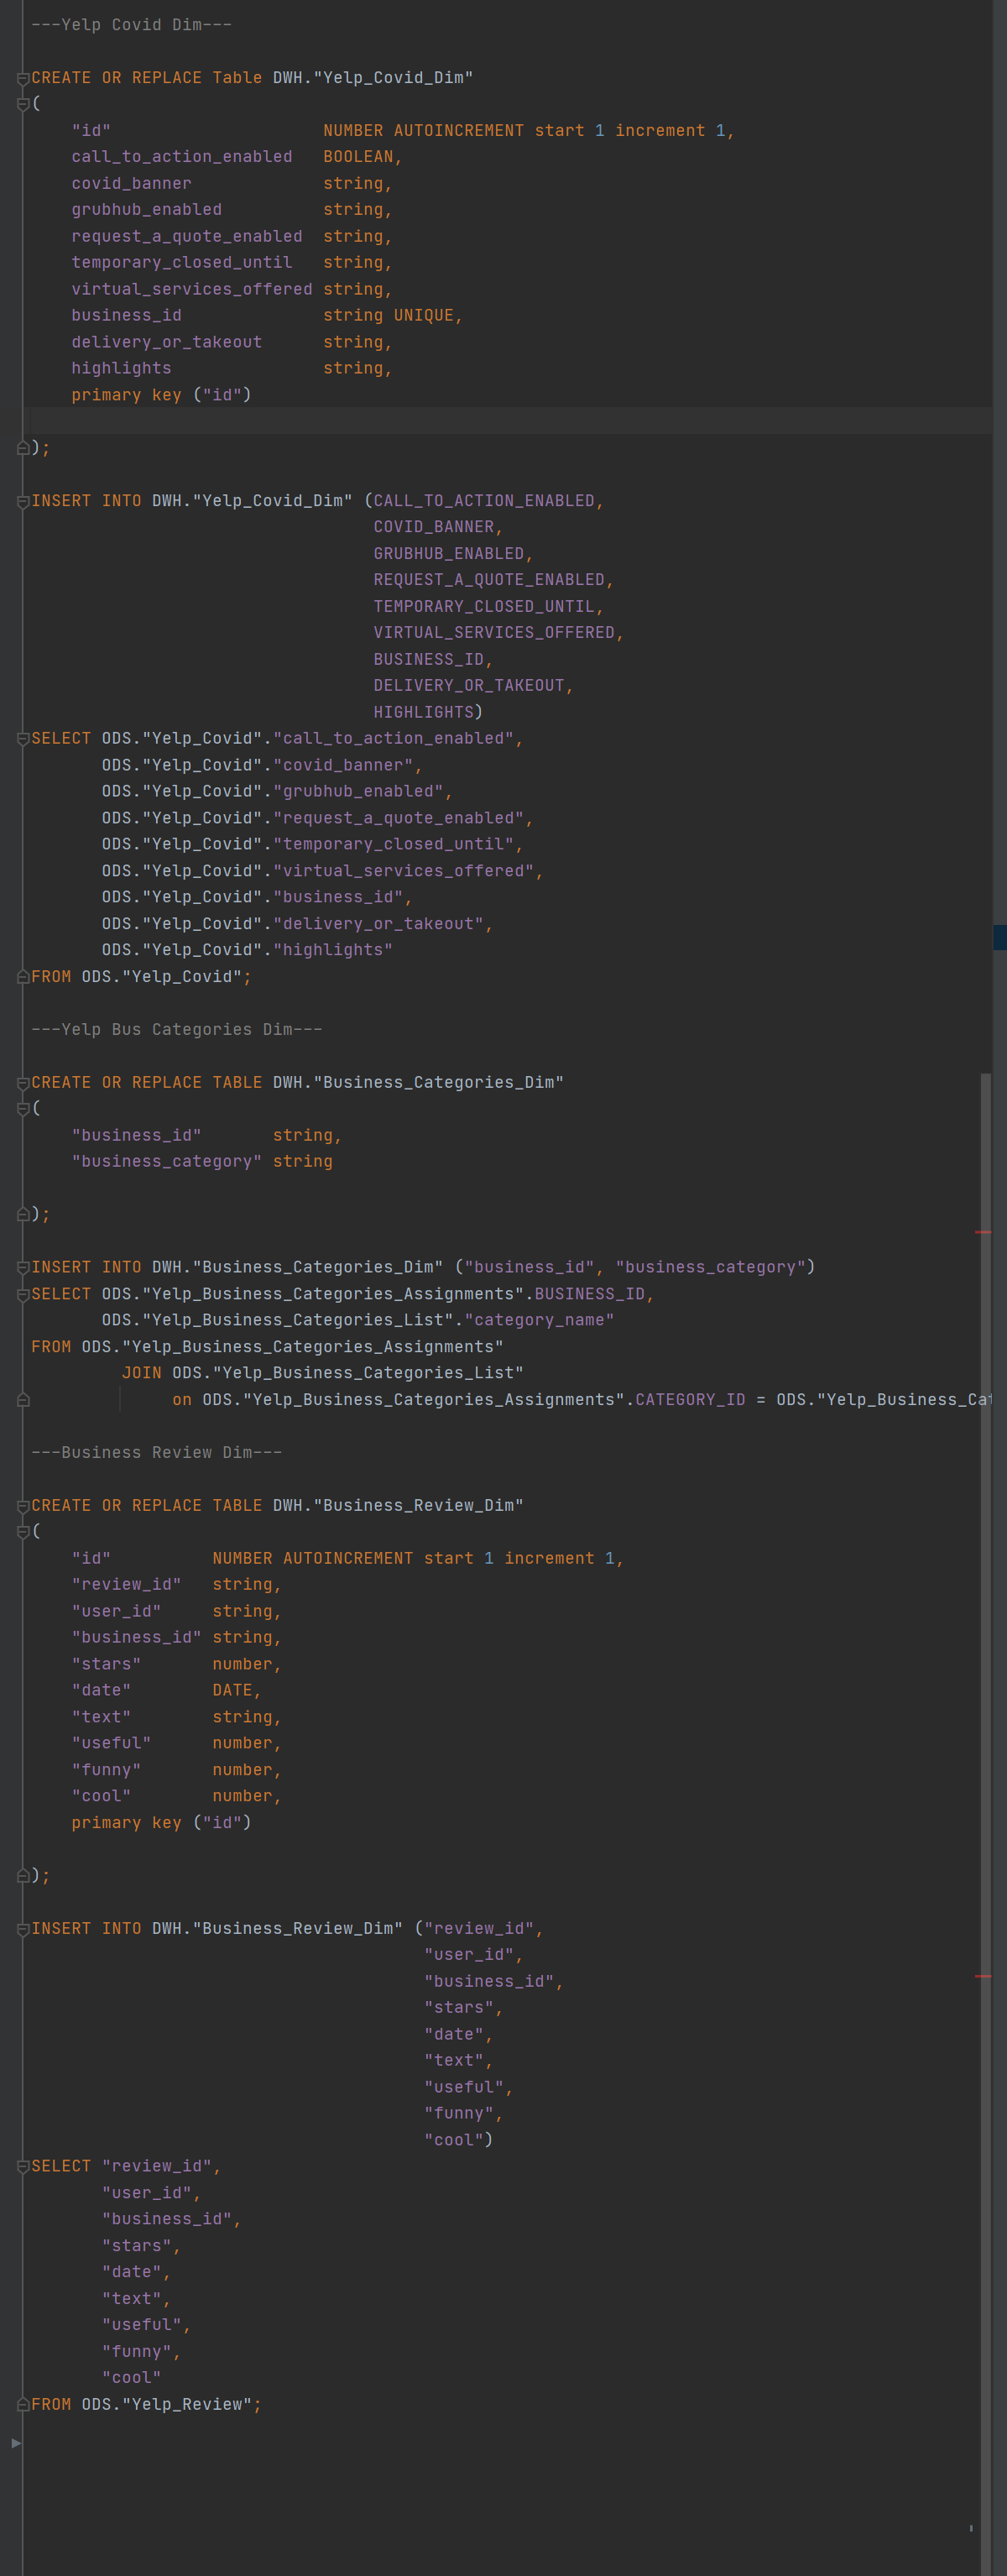 ---Yelp Covid Dim---
CREATE OR REPLACE Table DWH."Yelp_Covid_Dim"
(
    "id"                     NUMBER AUTOINCREMENT start 1 increment 1,
    call_to_action_enabled   BOOLEAN,
    covid_banner             string,
    grubhub_enabled          string,
    request_a_quote_enabled  string,
    temporary_closed_until   string,
    virtual_services_offered string,
    business_id              string UNIQUE,
    delivery_or_takeout      string,
    highlights               string,
    primary key ("id")
);
INSERT INTO DWH."Yelp_Covid_Dim" (CALL_TO_ACTION_ENABLED,
                                  COVID_BANNER,
                                  GRUBHUB_ENABLED,
                                  REQUEST_A_QUOTE_ENABLED,
                                  TEMPORARY_CLOSED_UNTIL,
                                  VIRTUAL_SERVICES_OFFERED,
                                  BUSINESS_ID,
                                  DELIVERY_OR_TAKEOUT,
                                  HIGHLIGHTS)
SELECT ODS."Yelp_Covid"."call_to_action_enabled",
       ODS."Yelp_Covid"."covid_banner",
       ODS."Yelp_Covid"."grubhub_enabled",
       ODS."Yelp_Covid"."request_a_quote_enabled",
       ODS."Yelp_Covid"."temporary_closed_until",
       ODS."Yelp_Covid"."virtual_services_offered",
       ODS."Yelp_Covid"."business_id",
       ODS."Yelp_Covid"."delivery_or_takeout",
       ODS."Yelp_Covid"."highlights"
FROM ODS."Yelp_Covid";
---Yelp Bus Categories Dim---
CREATE OR REPLACE TABLE DWH."Business_Categories_Dim"
(
    "business_id"       string,
    "business_category" string
);
INSERT INTO DWH."Business_Categories_Dim" ("business_id", "business_category")
SELECT ODS."Yelp_Business_Categories_Assignments".BUSINESS_ID,
       ODS."Yelp_Business_Categories_List"."category_name"
FROM ODS."Yelp_Business_Categories_Assignments"
         JOIN ODS."Yelp_Business_Categories_List"
              on ODS."Yelp_Business_Categories_Assignments".CATEGORY_ID = ODS."Yelp_Business_Cat
---Business Review Dim---
CREATE OR REPLACE TABLE DWH."Business_Review_Dim"
(
    "id"          NUMBER AUTOINCREMENT start 1 increment 1,
    "review_id"   string,
    "user_id"     string,
    "business_id" string,
    "stars"       number,
    "date"        DATE,
    "text"        string,
    "useful"      number,
    "funny"       number,
    "cool"        number,
    primary key ("id")
);
INSERT INTO DWH."Business_Review_Dim" ("review_id",
                                       "user_id",
                                       "business_id",
                                       "stars",
                                       "date",
                                       "text",
                                       "useful",
                                       "funny",
                                       "cool")
SELECT "review_id",
       "user_id",
       "business_id",
       "stars",
       "date",
       "text",
       "useful",
       "funny",
       "cool"
FROM ODS."Yelp_Review";